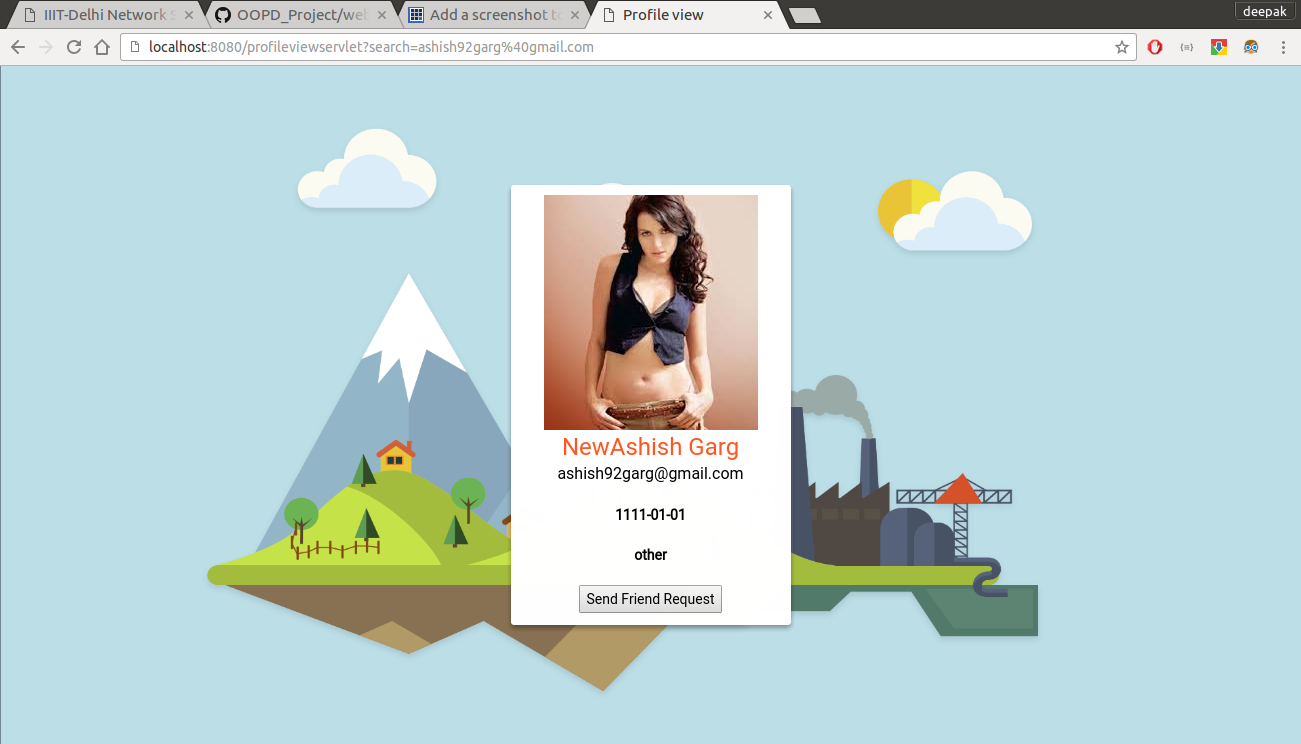 IIIT-Delhi Network S
OOPD_Project/web
Add a screenshot to
Profile view
deepak
localhost:8080/profileviewservlet?search=ashish92garg%40gmail.com
NewAshish Garg
ashish92garg@gmail.com
1111-01-01
other
Send Friend Request